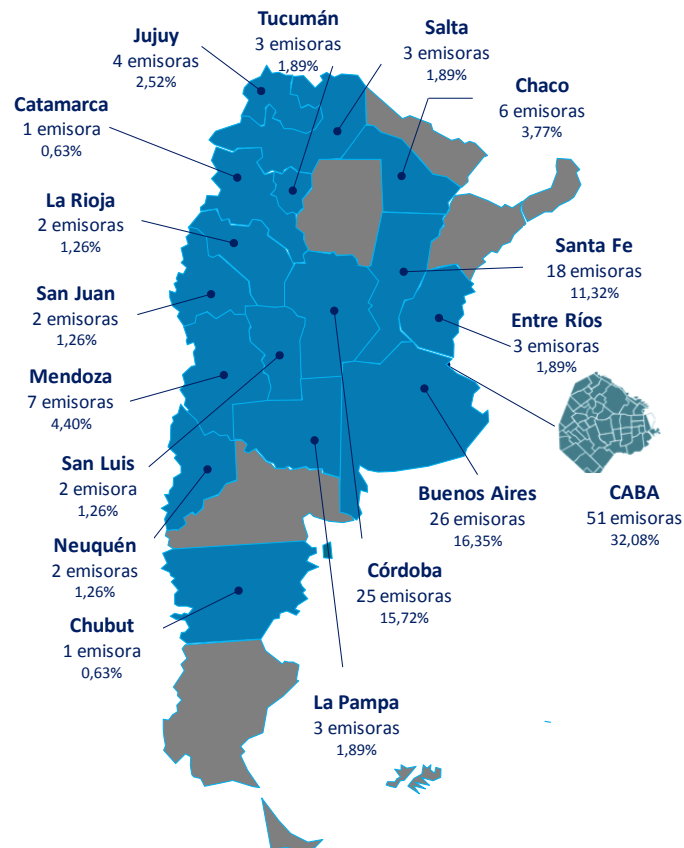 Tucumán
3 emisoras
1,89%
Jujuy
4 emisoras
2,52%
Salta
3 emisoras
1,89%
Chaco
6 emisoras
3,77%
Catamarca
1 emisora
0,63%
La Rioja
2 emisoras
1,26%
Santa Fe
18 emisoras
11,32%
San Juan
2 emisoras
1,26%
Entre Ríos
3 emisoras
1,89%
Mendoza
7 emisoras
4,40%
San Luis
2 emisora
1,26%
Buenos Aires
26 emisoras
16,35%
CABA
51 emisoras
32,08%
Neuquén
2 emisoras
1,26%
Córdoba
25 emisoras
15,72%
Chubut
1 emisora
0,63%
La Pampa
3 emisoras
1,89%